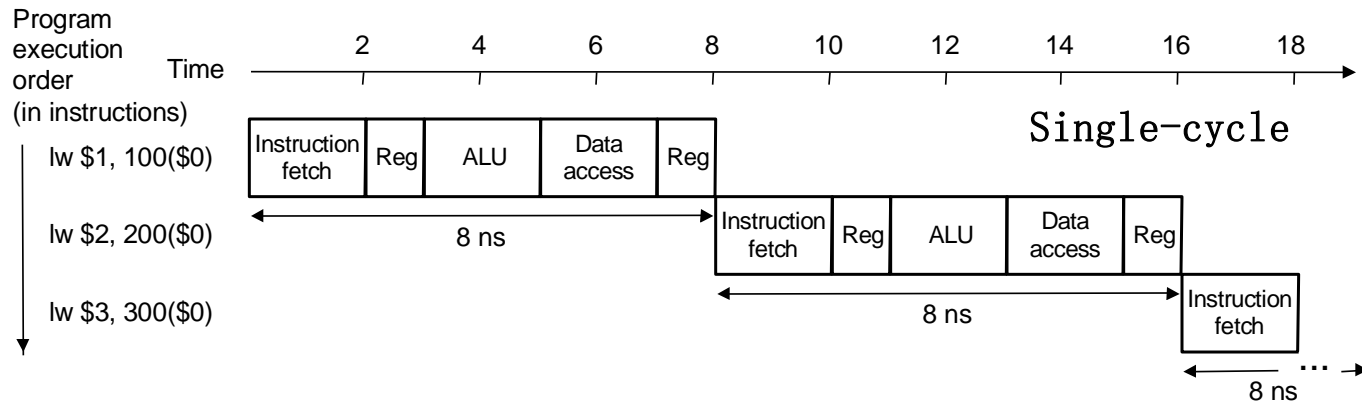 Program
execution
order
(in instructions)
Time
2 4 6 8 10 12 14 16 18
Single-cycle
lw $1, 100($0)
Instruction
fetch
Reg
ALU
Data
access
Reg
8 ns
lw $2, 200($0)
Instruction
fetch
Reg
ALU
Data
access
Reg
8 ns
lw $3, 300($0)
Instruction
fetch
...
8 ns